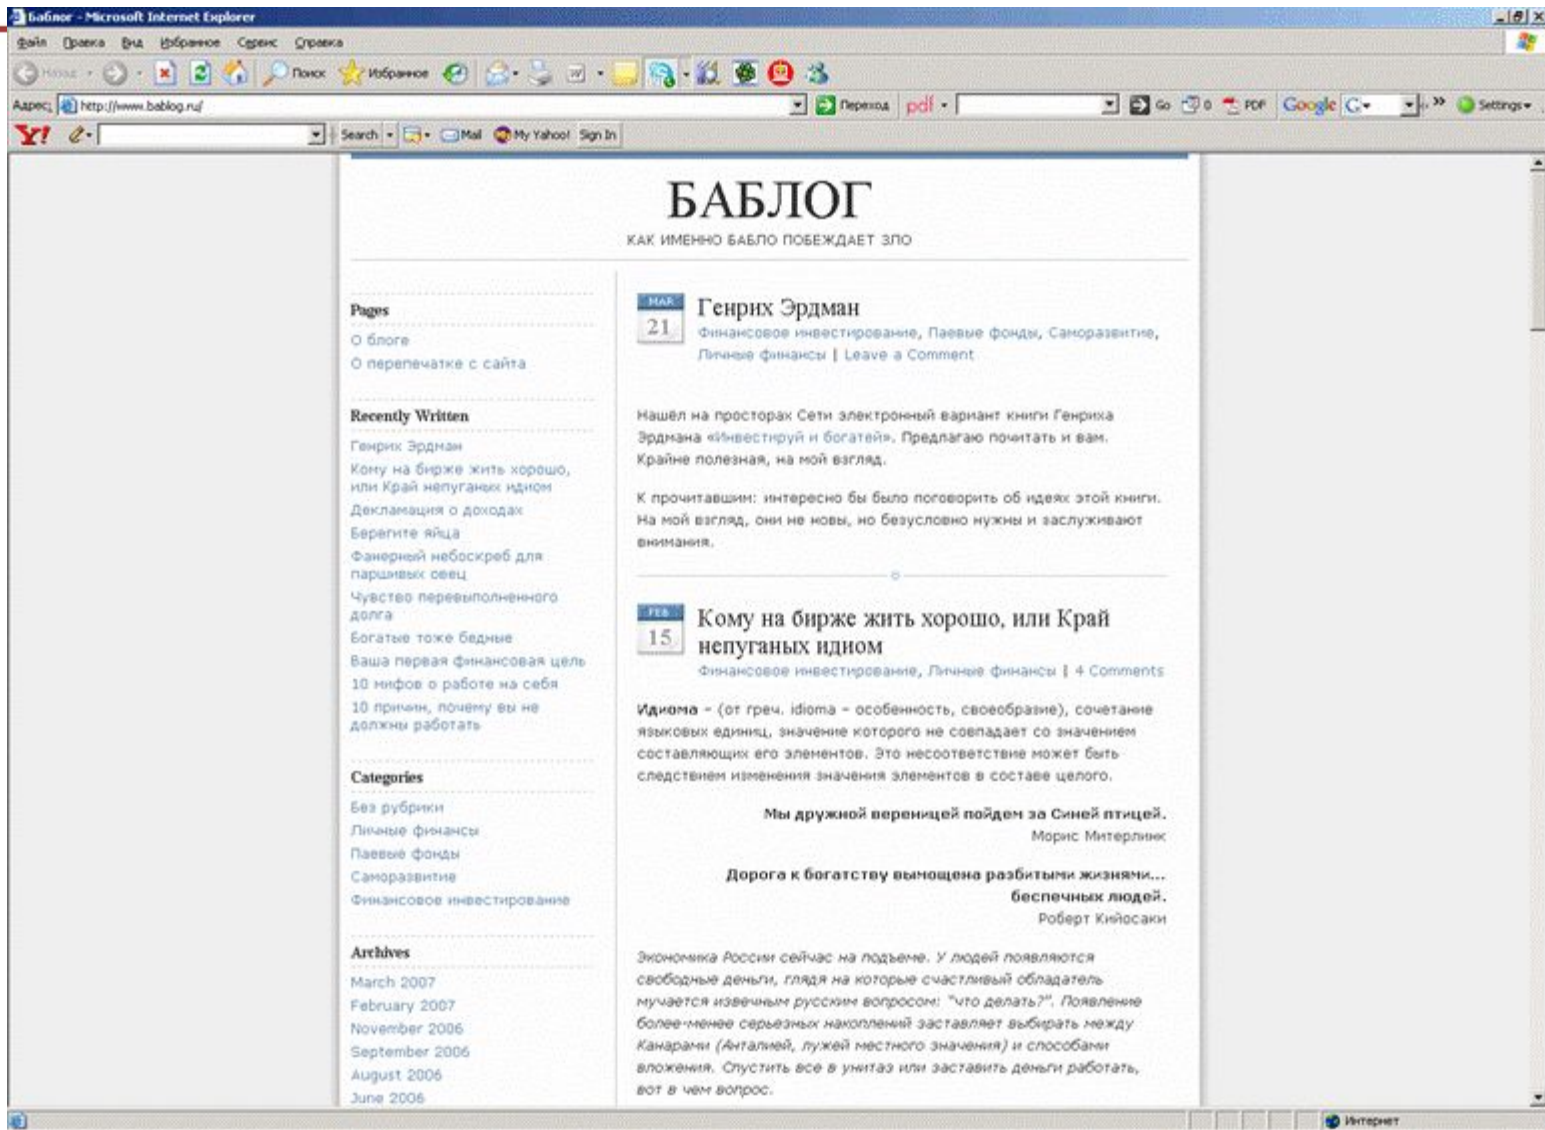 Баблог - Microsoft Internet Explorer
Файл Правка Вид Избранное Сервис Справка
Назад Поиск Избранное
Адрес: http://www.bablog.ru/ Переход pdf Go 0 PDF Google G Settings
Y! Search Mail My Yahoo! Sign In
БАБЛОГ
КАК ИМЕННО БАБЛО ПОБЕЖДАЕТ ЗЛО
Pages
О блоге
О перепечатке с сайта
Recently Written
Генрих Эрдман
Кому на бирже жить хорошо,
или Край непуганых идиом
Декламация о доходах
Берегите яйца
Фанерный небоскреб для
паршивых овец
Чувство перевыполненного
долга
Богатые тоже бедные
Ваша первая финансовая цель
10 мифов о работе на себя
10 причин, почему вы не
должны работать
Categories
Без рубрики
Личные финансы
Паевые фонды
Саморазвитие
Финансовое инвестирование
Archives
March 2007
February 2007
November 2006
September 2006
August 2006
June 2006
MAR
21
Генрих Эрдман
Финансовое инвестирование, Паевые фонды, Саморазвитие,
Личные финансы | Leave a Comment
Нашёл на просторах Сети электронный вариант книги Генриха
Эрдмана «Инвестируй и богатей». Предлагаю почитать и вам.
Крайне полезная, на мой взгляд.
К прочитавшим: интересно бы было поговорить об идеях этой книги.
На мой взгляд, они не новы, но безусловно нужны и заслуживают
внимания.
FEB
15
Кому на бирже жить хорошо, или Край
непуганых идиом
Финансовое инвестирование, Личные финансы | 4 Comments
Идиома – (от греч. idioma – особенность, своеобразие), сочетание
языковых единиц, значение которого не совпадает со значением
составляющих его элементов. Это несоответствие может быть
следствием изменения значения элементов в составе целого.
Мы дружной вереницей пойдем за Синей птицей.
Морис Митерлинк
Дорога к богатству вымощена разбитыми жизнями...
беспечных людей.
Роберт Кийосаки
Экономика России сейчас на подъеме. У людей появляются
свободные деньги, глядя на которые счастливый обладатель
мучается извечным русским вопросом: "что делать?". Появление
более-менее серьезных накоплений заставляет выбирать между
Канарами (Анталией, лужей местного значения) и способами
вложения. Спустить все в унитаз или заставить деньги работать,
вот в чем вопрос.
Интернет